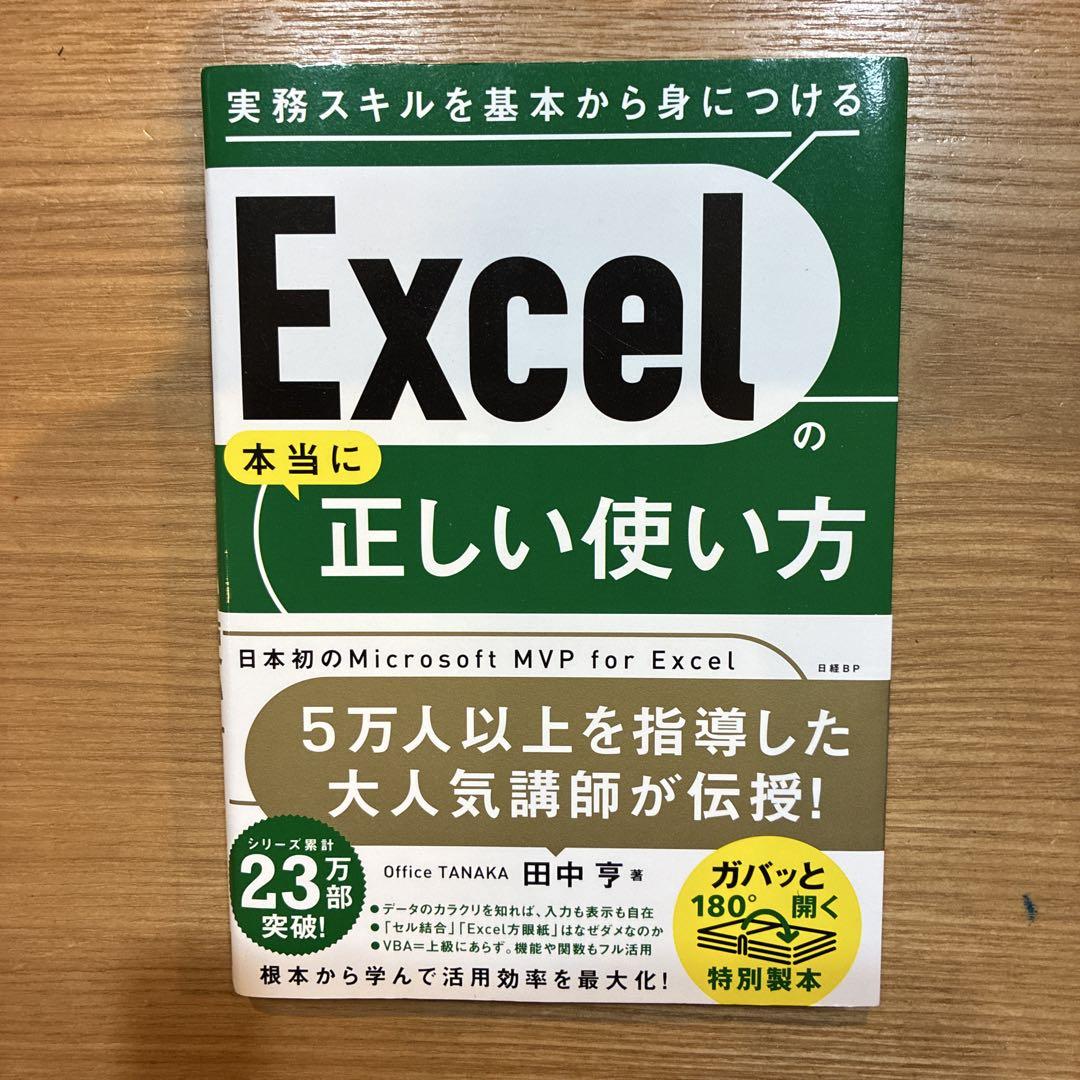 実務スキルを基本から身につける
Excelの
本当に
正しい使い方
日本初のMicrosoft MVP for Excel
日経BP
5万人以上を指導した
大人気講師が伝授!
シリーズ累計
23万部
突破!
Office TANAKA 田中 亨 著
●データのカラクリを知れば、入力も表示も自在
●「セル結合」「Excel方眼紙」はなぜダメなのか
●VBA=上級にあらず。機能や関数もフル活用
根本から学んで活用効率を最大化!
ガバッと
180°開く
特別製本